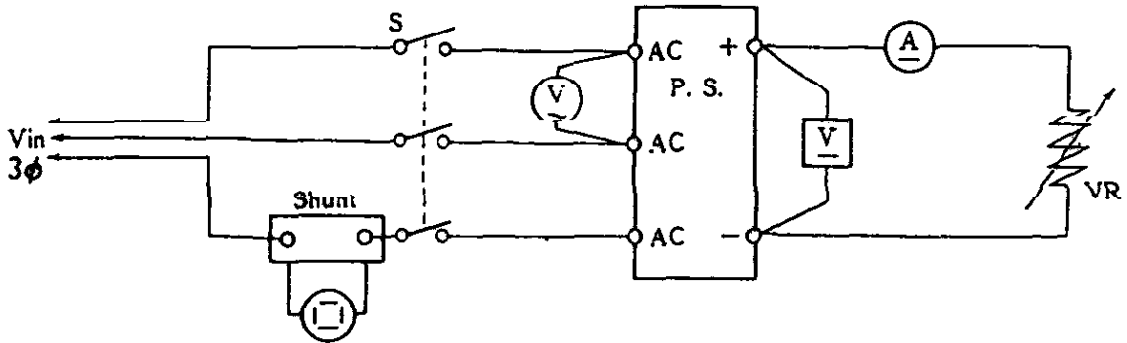 S
AC +
A
V
P. S.
Vin
3ϕ
AC
V
VR
Shunt
AC −